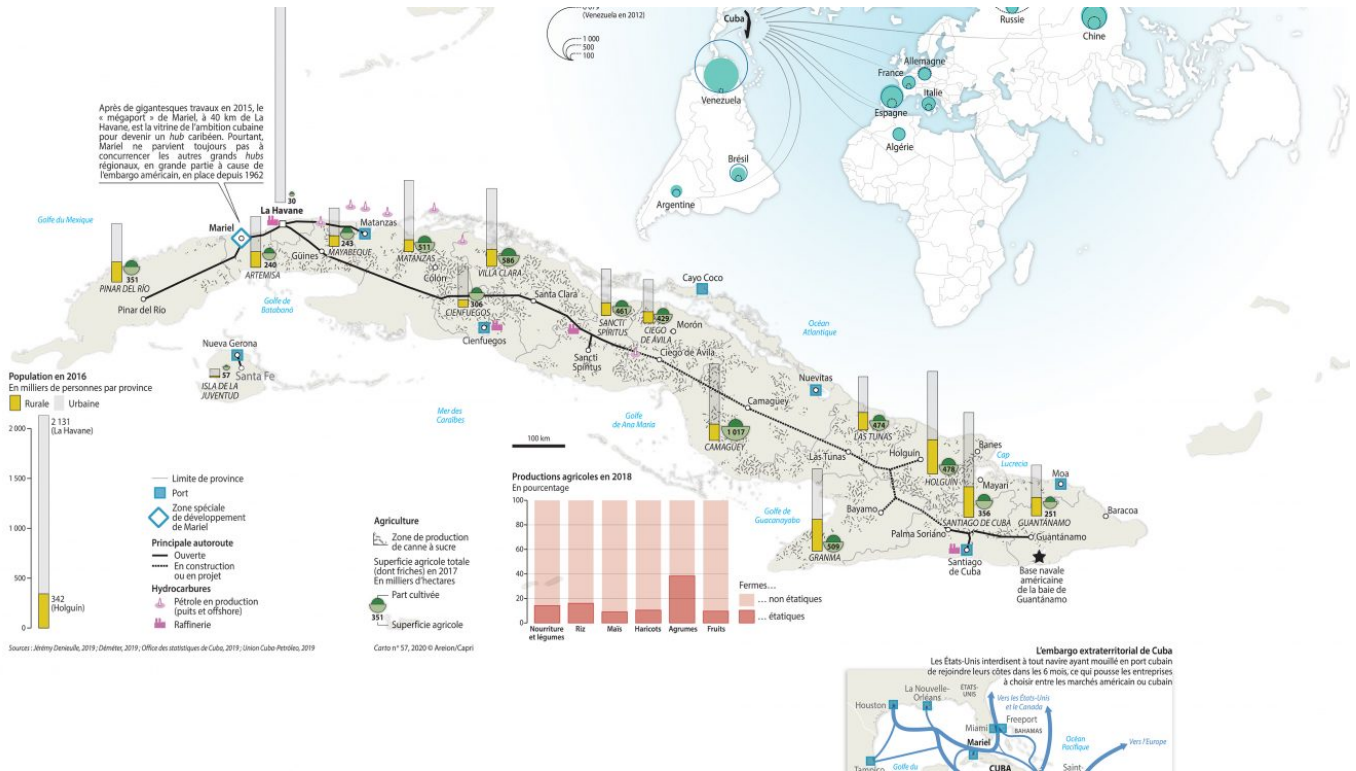 (Venezuela en 2012)
1 000
500
100
Cuba
Russie
Chine
Allemagne
France
Italie
Espagne
Algérie
Venezuela
Brésil
Argentine
Après de gigantesques travaux en 2015, le
« mégaport » de Mariel, à 40 km de La
Havane, est la vitrine de l'ambition cubaine
pour devenir un hub caribéen. Pourtant,
Mariel ne parvient toujours pas à
concurrencer les autres grands hubs
régionaux, en grande partie à cause de
l'embargo américain, en place depuis 1962
30
La Havane
Golfe du Mexique
Mariel
Matanzas
243
MAYABEQUE
511
MATANZAS
586
VILLA CLARA
351
PINAR DEL RÍO
240
ARTEMISA
Güines
Colón
Pinar del Rio
Golfe de
Batabanó
306
CIENFUEGOS
Santa Clara
Cayo Coco
461
SANCTI
SPÍRITUS
429
CIEGO
DE ÁVILA
Morón
Océan
Atlantique
Cienfuegos
Sancti
Spíritus
Ciego de Ávila
Nueva Gerona
Santa Fe
57
ISLA DE LA
JUVENTUD
Nuevitas
Camagüey
Mer des
Caraïbes
Golfe
de Ana Maria
1 017
CAMAGÜEY
474
LAS TUNAS
Las Tunas
Holguín
478
HOLGUÍN
Banes
Cap
Lucrecia
Mayarí
Moa
Baracoa
356
SANTIAGO DE CUBA
251
GUANTÁNAMO
Bayamo
Palma Soriano
Guantánamo
Golfe de
Guacanayabo
509
GRANMA
Santiago
de Cuba
Base navale
américaine
de la baie de
Guantánamo
100 km
Population en 2016
En milliers de personnes par province
Rurale
Urbaine
2 131
(La Havane)
2 000
1 500
1 000
500
0
342
(Holguín)
Limite de province
Port
Zone spéciale
de développement
de Mariel
Principale autoroute
Ouverte
En construction
ou en projet
Hydrocarbures
Pétrole en production
(puits et offshore)
Raffinerie
Agriculture
Zone de production
de canne à sucre
Superficie agricole totale
(dont friches) en 2017
En milliers d'hectares
Part cultivée
351
Superficie agricole
Productions agricoles en 2018
En pourcentage
100
80
60
40
20
0
Nourriture
et légumes
Riz
Maïs
Haricots
Agrumes
Fruits
Fermes...
... non étatiques
... étatiques
Sources : Jérémy Denieulle, 2019 ; Déméter, 2019 ; Office des statistiques de Cuba, 2019 ; Union Cuba-Petróleo, 2019
Carto n° 57, 2020 © Areion/Capri
L'embargo extraterritorial de Cuba
Les États-Unis interdisent à tout navire ayant mouillé en port cubain
de rejoindre leurs côtes dans les 6 mois, ce qui pousse les entreprises
à choisir entre les marchés américain ou cubain
Houston
La Nouvelle-
Orléans
ÉTATS-
UNIS
Vers les États-Unis
et le Canada
Miami
Freeport
BAHAMAS
Océan
Pacifique
Vers l'Europe
Mariel
CUBA
Golfe du
Saint-
Tampico